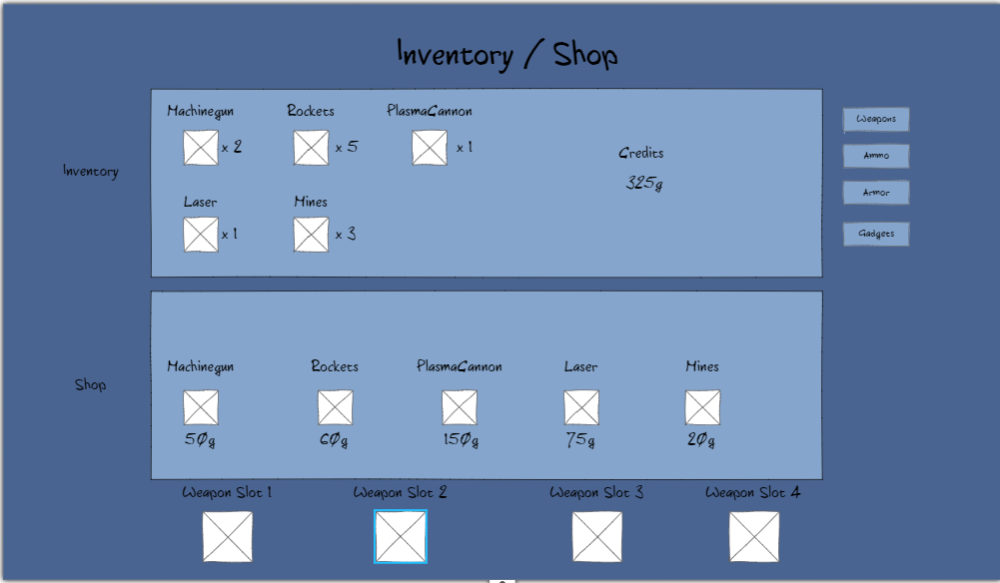 Inventory / Shop
Machinegun Rockets PlasmaCannon
x 2 x 5 x 1
Credits
325g
Inventory
Laser Mines
x 1 x 3
Weapons
Ammo
Armor
Gadgets
Shop
Machinegun Rockets PlasmaCannon Laser Mines
50g 60g 150g 75g 20g
Weapon Slot 1 Weapon Slot 2 Weapon Slot 3 Weapon Slot 4